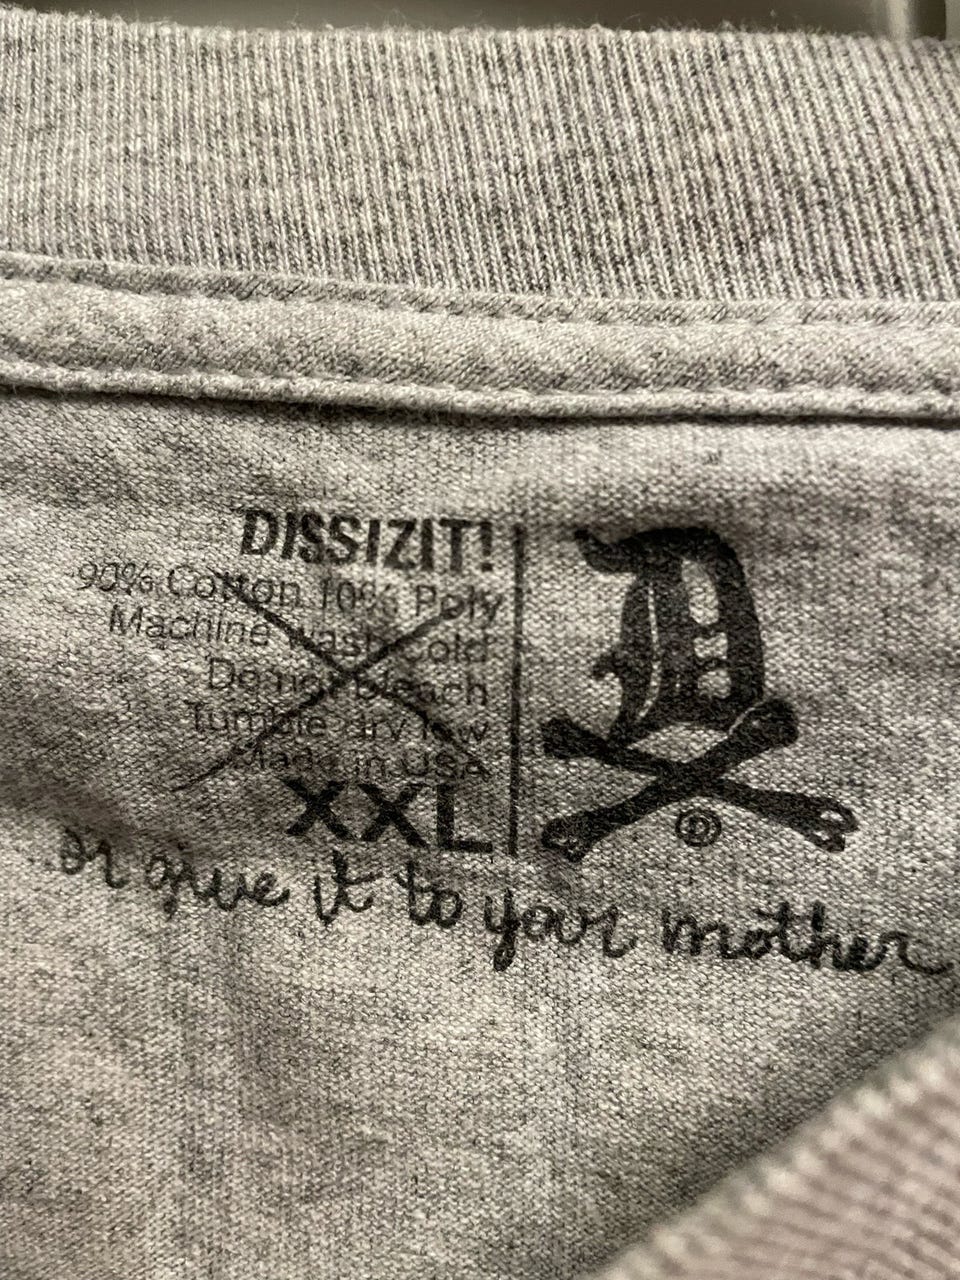 DISSIZIT!
90% Cotton 10% Poly
Machine wash Cold
Do not bleach
Tumble dry low
Made in USA
XXL
D
or give it to your mother